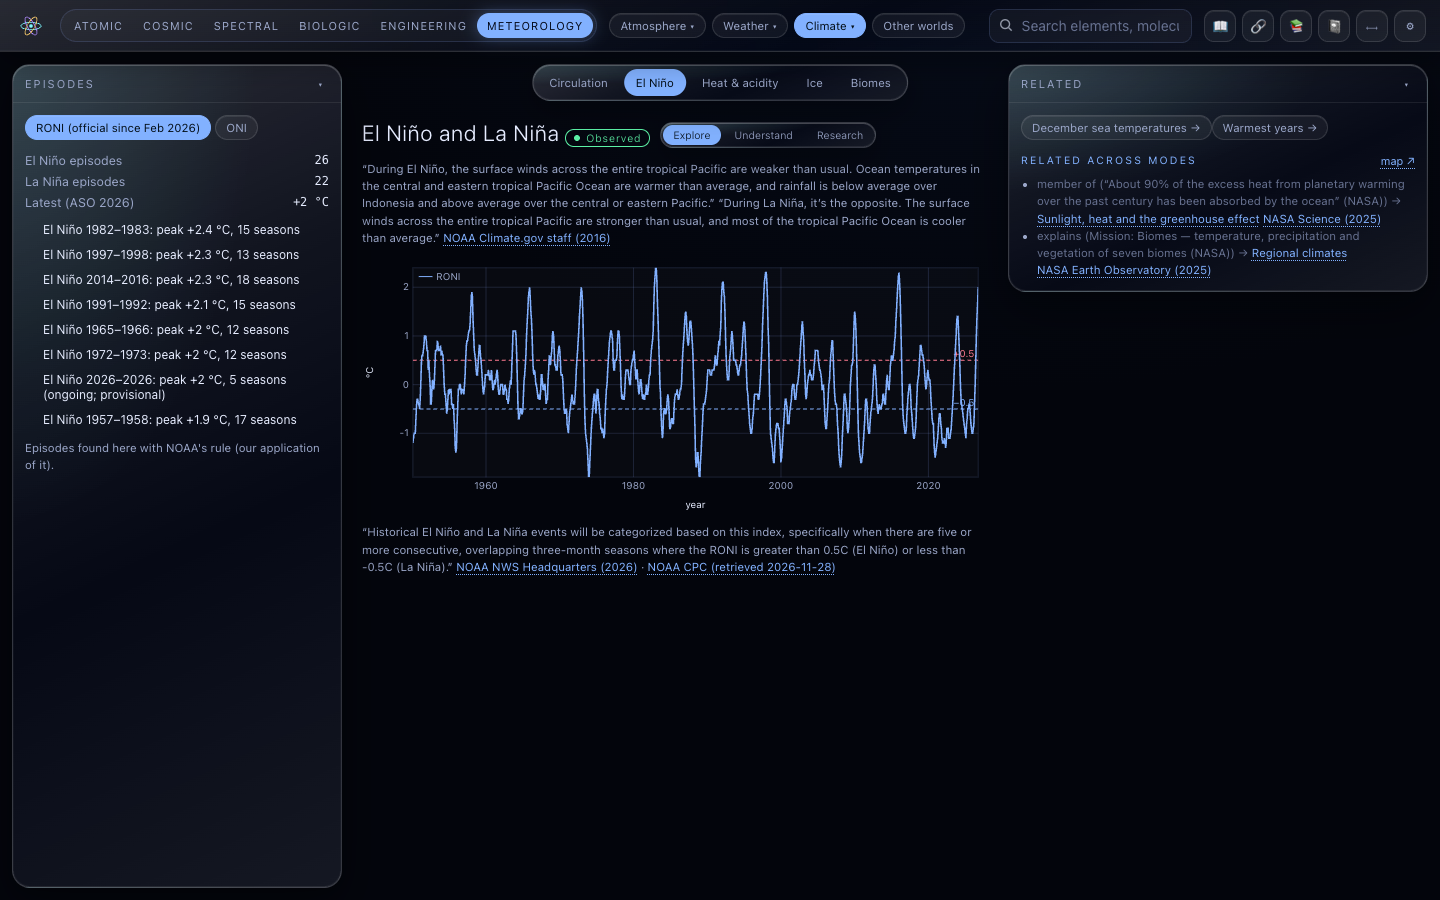 ATOMIC COSMIC SPECTRAL BIOLOGIC ENGINEERING METEOROLOGY Atmosphere ▾ Weather ▾ Climate ▾ Other worlds Search elements, molecu
EPISODES
RONI (official since Feb 2026) ONI
El Niño episodes 26
La Niña episodes 22
Latest (ASO 2026) +2 °C
El Niño 1982–1983: peak +2.4 °C, 15 seasons
El Niño 1997–1998: peak +2.3 °C, 13 seasons
El Niño 2014–2016: peak +2.3 °C, 18 seasons
El Niño 1991–1992: peak +2.1 °C, 15 seasons
El Niño 1965–1966: peak +2 °C, 12 seasons
El Niño 1972–1973: peak +2 °C, 12 seasons
El Niño 2026–2026: peak +2 °C, 5 seasons
(ongoing; provisional)
El Niño 1957–1958: peak +1.9 °C, 17 seasons
Episodes found here with NOAA's rule (our application
of it).
Circulation El Niño Heat & acidity Ice Biomes
El Niño and La Niña Observed Explore Understand Research
“During El Niño, the surface winds across the entire tropical Pacific are weaker than usual. Ocean temperatures in
the central and eastern tropical Pacific Ocean are warmer than average, and rainfall is below average over
Indonesia and above average over the central or eastern Pacific.” “During La Niña, it’s the opposite. The surface
winds across the entire tropical Pacific are stronger than usual, and most of the tropical Pacific Ocean is cooler
than average.” NOAA Climate.gov staff (2016)
RONI
2
1
0
-1
°C
+0.5
−0.5
1960 1980 2000 2020
year
“Historical El Niño and La Niña events will be categorized based on this index, specifically when there are five or
more consecutive, overlapping three-month seasons where the RONI is greater than 0.5C (El Niño) or less than
-0.5C (La Niña).” NOAA NWS Headquarters (2026) · NOAA CPC (retrieved 2026-11-28)
RELATED
December sea temperatures → Warmest years →
RELATED ACROSS MODES map ↗
member of (“About 90% of the excess heat from planetary warming
over the past century has been absorbed by the ocean” (NASA)) →
Sunlight, heat and the greenhouse effect NASA Science (2025)
explains (Mission: Biomes — temperature, precipitation and
vegetation of seven biomes (NASA)) → Regional climates
NASA Earth Observatory (2025)